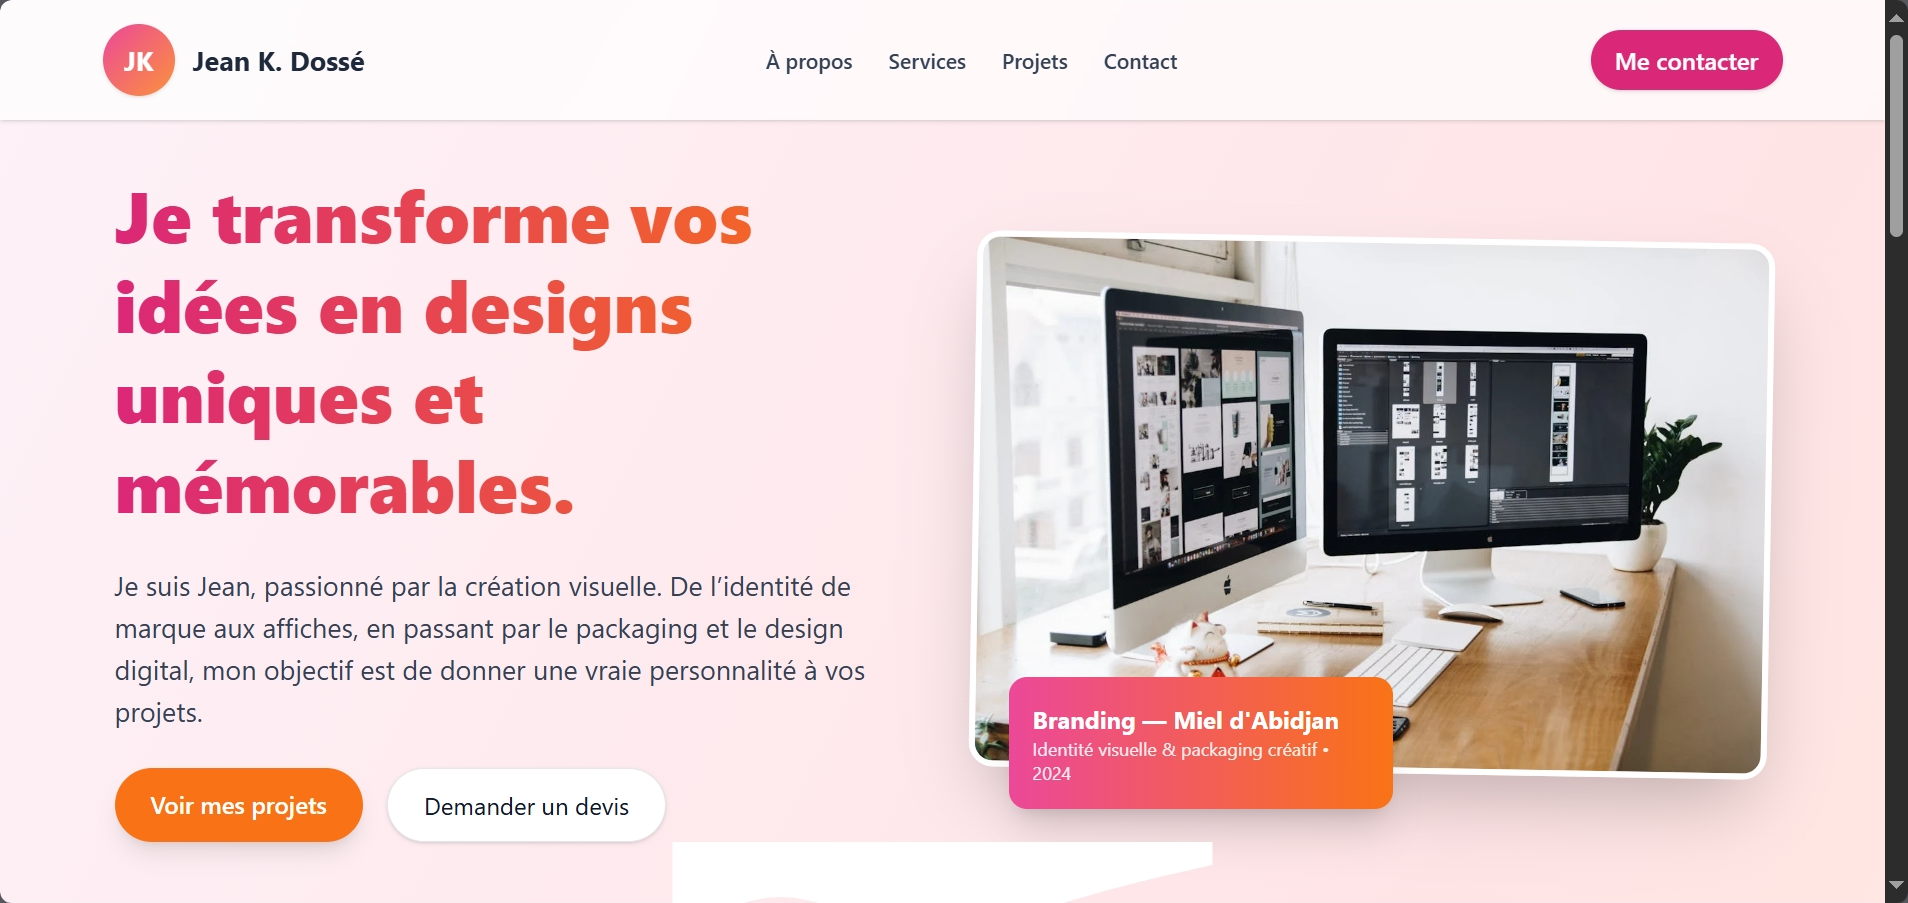 JK
Jean K. Dossé
À propos
Services
Projets
Contact
Me contacter
Je transforme vos
idées en designs
uniques et
mémorables.
Je suis Jean, passionné par la création visuelle. De l’identité de
marque aux affiches, en passant par le packaging et le design
digital, mon objectif est de donner une vraie personnalité à vos
projets.
Voir mes projets
Demander un devis
Branding — Miel d'Abidjan
Identité visuelle & packaging créatif •
2024